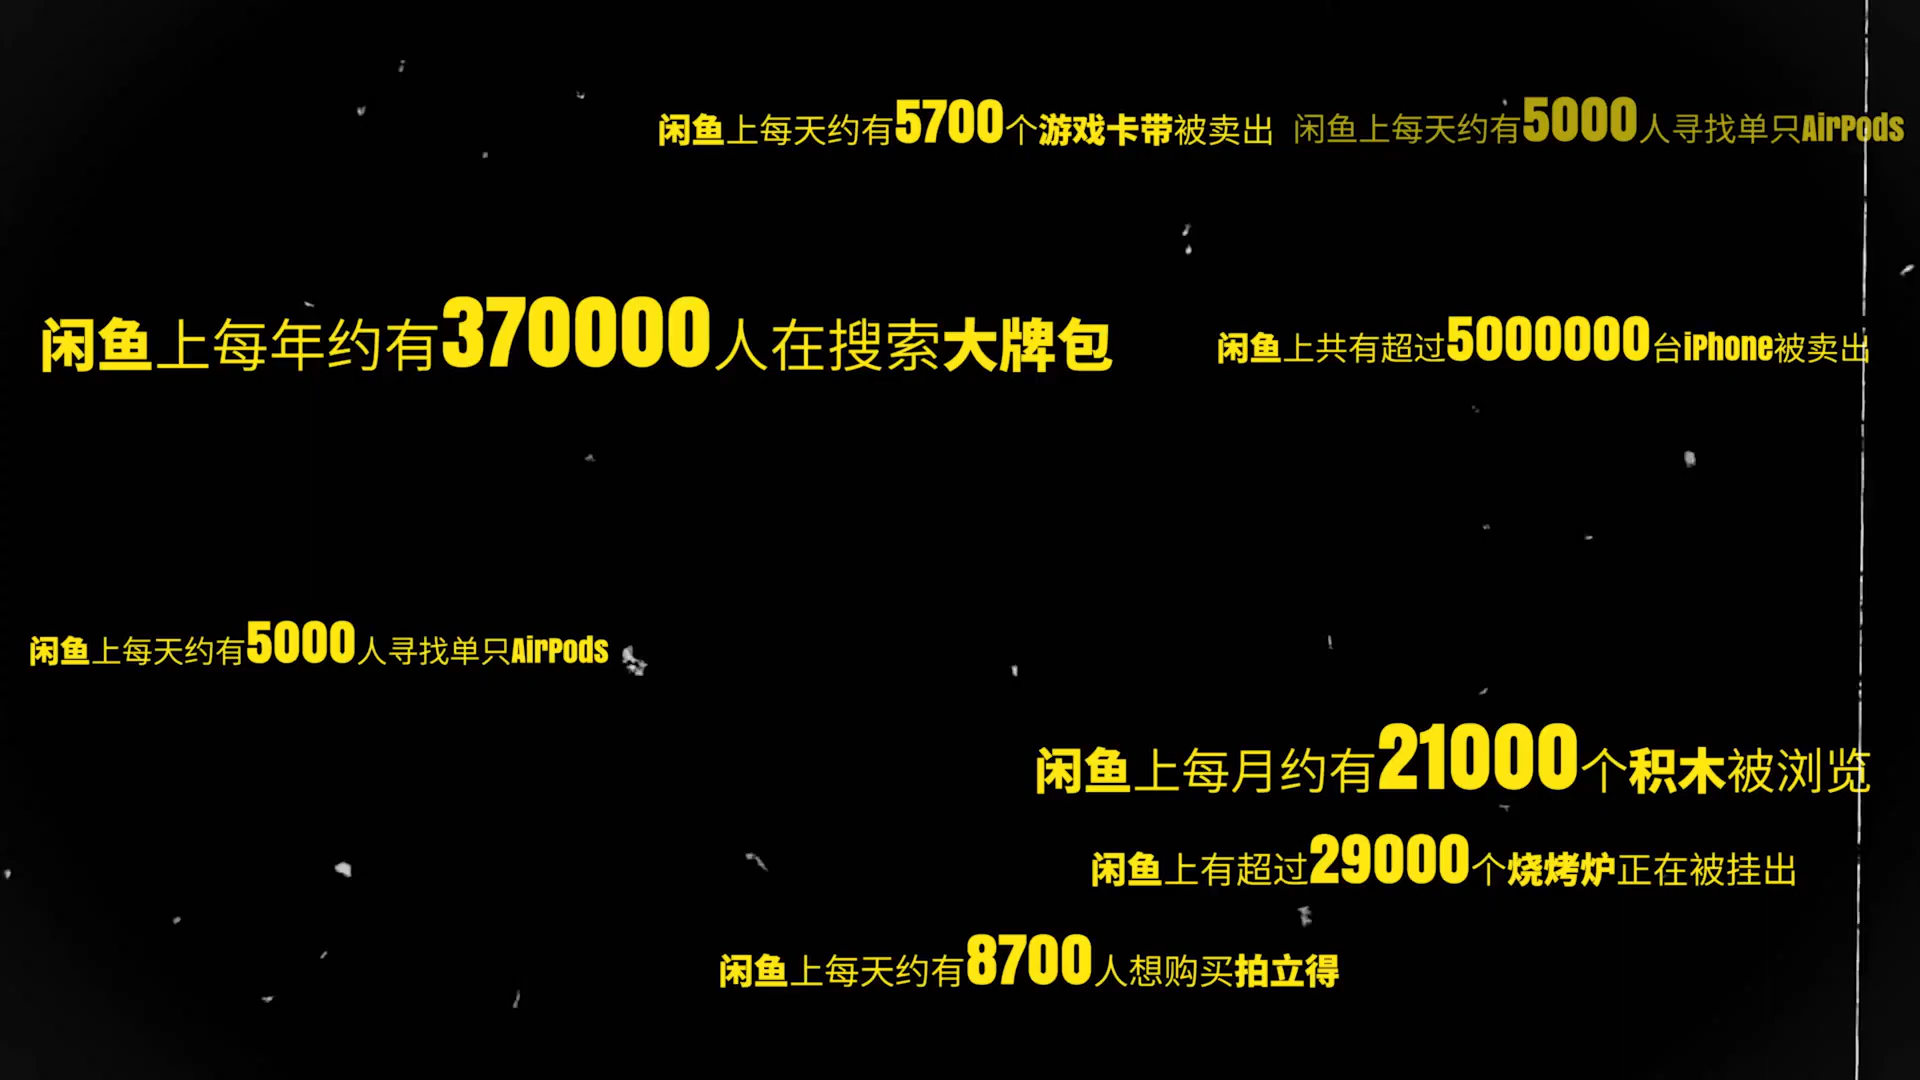 闲鱼上每天约有5700个游戏卡带被卖出
闲鱼上每天约有5000人寻找单只AirPods
闲鱼上每年约有370000人在搜索大牌包
闲鱼上共有超过5000000台iPhone被卖出
闲鱼上每天约有5000人寻找单只AirPods
闲鱼上每月约有21000个积木被浏览
闲鱼上有超过29000个烧烤炉正在被挂出
闲鱼上每天约有8700人想购买拍立得